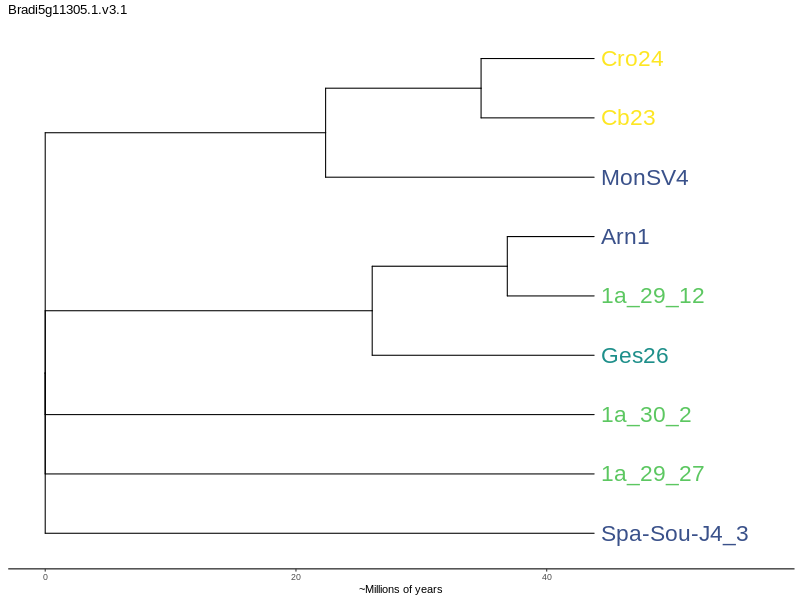 Bradi5g11305.1.v3.1
Cro24
Cb23
MonSV4
Arn1
1a_29_12
Ges26
1a_30_2
1a_29_27
Spa-Sou-J4_3
0 20 40
~Millions of years